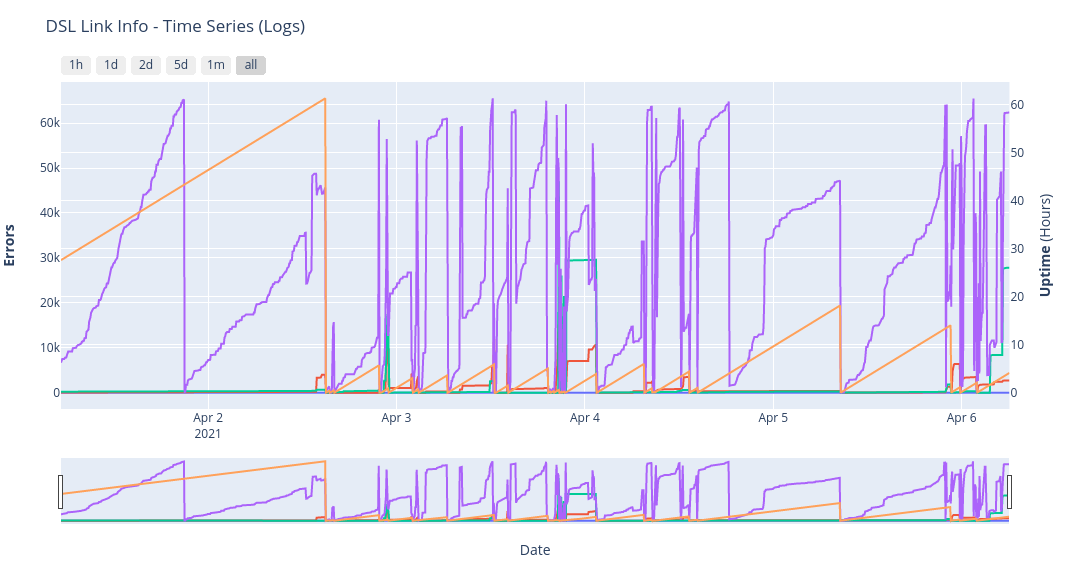 DSL Link Info - Time Series (Logs)
1h 1d 2d 5d 1m all
60k
50k
40k
30k
20k
10k
0
Errors
60
50
40
30
20
10
0
Uptime (Hours)
Apr 2 Apr 3 Apr 4 Apr 5 Apr 6
2021
Date